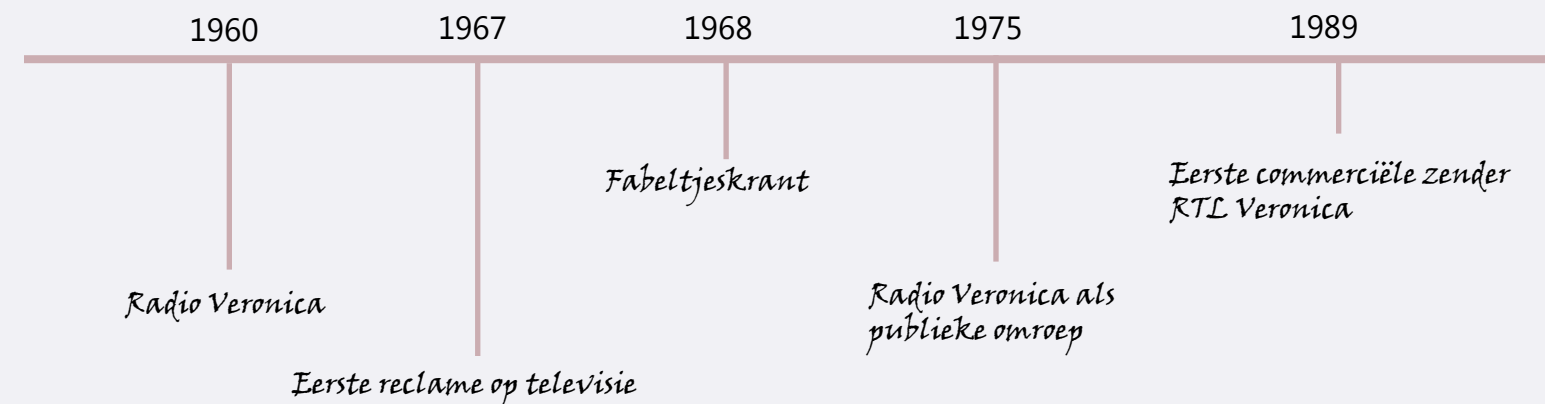 1960
1967
1968
1975
1989
Fabeltjeskrant
Eerste commerciële zender
RTL Veronica
Radio Veronica
Radio Veronica als
publieke omroep
Eerste reclame op televisie